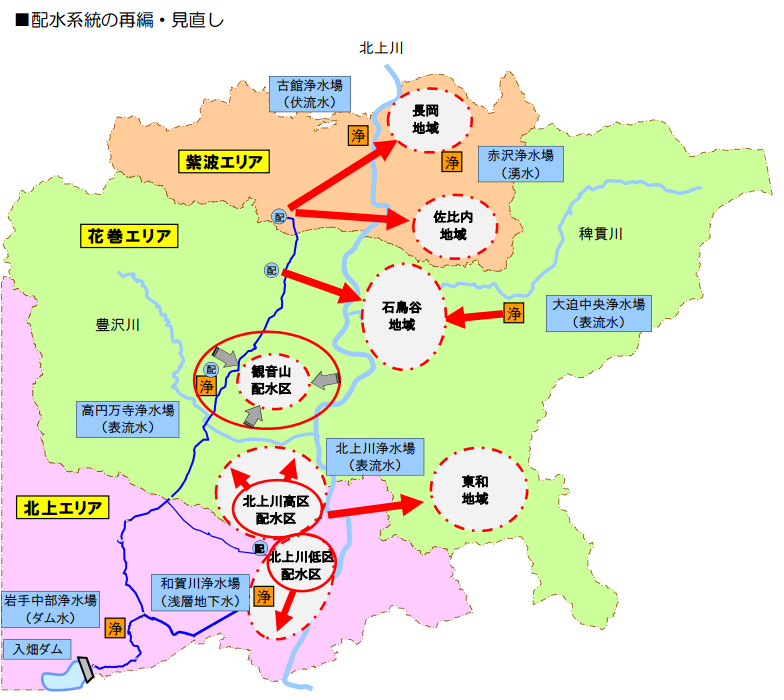 ■配水系統の再編・見直し
北上川
古館浄水場
（伏流水）
長岡
地域
浄
浄
赤沢浄水場
（湧水）
紫波エリア
配
佐比内
地域
稗貫川
花巻エリア
配
石鳥谷
地域
浄
大迫中央浄水場
（表流水）
豊沢川
配
浄
観音山
配水区
高円万寺浄水場
（表流水）
北上川浄水場
（表流水）
東和
地域
北上エリア
北上川高区
配水区
配
北上川低区
配水区
和賀川浄水場
（浅層地下水）
浄
岩手中部浄水場
（ダム水）
浄
入畑ダム